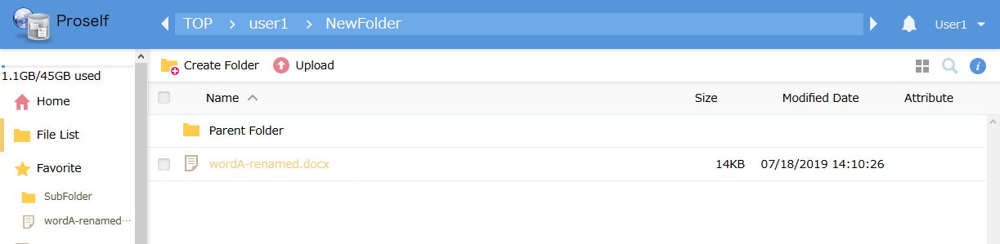 Proself
TOP user1 NewFolder
User1
1.1GB/45GB used
Home
File List
Favorite
SubFolder
wordA-renamed···
Create Folder Upload
i
Name Size Modified Date Attribute
Parent Folder
wordA-renamed.docx 14KB 07/18/2019 14:10:26